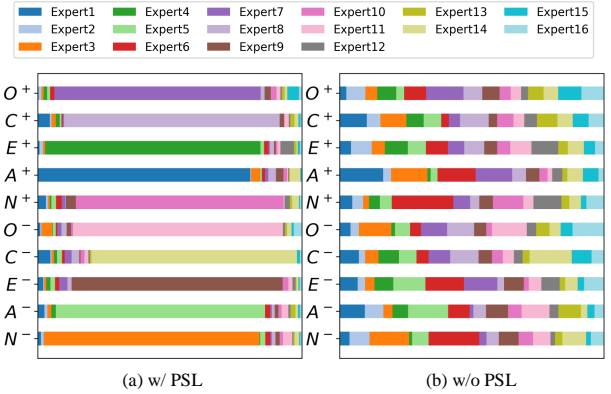 Expert1 Expert4 Expert7 Expert10 Expert13 Expert15
Expert2 Expert5 Expert8 Expert11 Expert14 Expert16
Expert3 Expert6 Expert9 Expert12
O+ O+
C+ C+
E+ E+
A+ A+
N+ N+
O− O−
C− C−
E− E−
A− A−
N− N−
(a) w/ PSL (b) w/o PSL